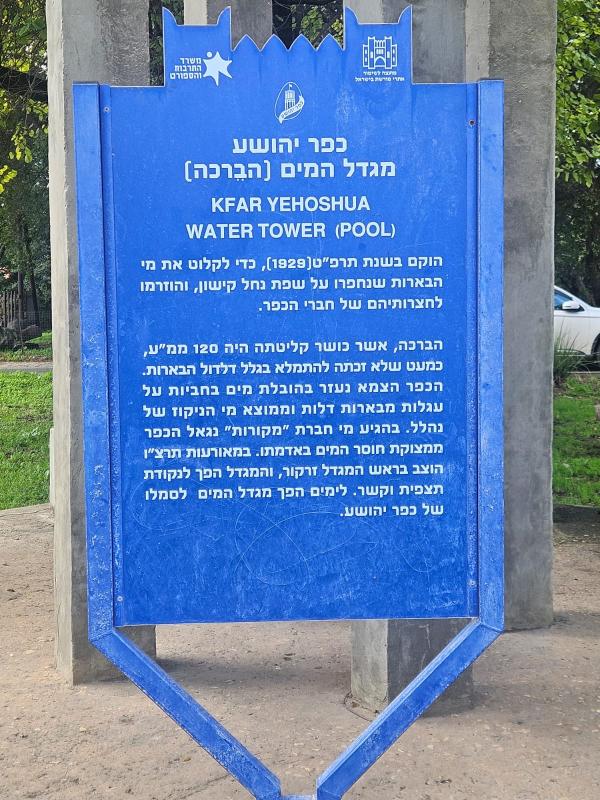 משרד
התרבות
והספורט
המועצה לשימור
אתרי מורשת בישראל
כפר יהושע
מגדל המים (הבֵּרכה)
KFAR YEHOSHUA
WATER TOWER (POOL)
הוקם בשנת תרפ"ט(1929), כדי לקלוט את מי
הבארות שנחפרו על שפת נחל קישון, והוזרמו
לחצרותיהם של חברי הכפר.
הברכה, אשר כושר קליטתה היה 120 ממ"ע,
כמעט שלא זכתה להתמלא בגלל דלדול הבארות.
הכפר הצמא נעזר בהובלת מים בחביות על
עגלות מבארות דלות וממוצא מי הניקוז של
נהלל. בהגיע מי חברת "מקורות" נגאל הכפר
ממצוקת חוסר המים באדמתו. במאורעות תרצ"ו
הוצב בראש המגדל זרקור, והמגדל הפך לנקודת
תצפית וקשר. לימים הפך מגדל המים לסמלו
של כפר יהושע.